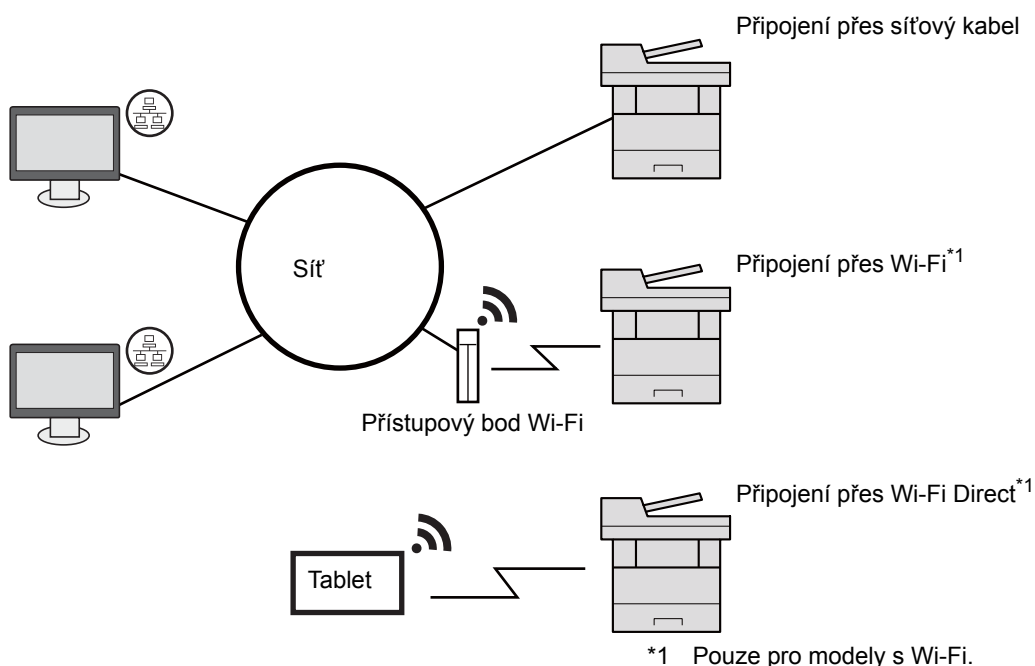 Připojení přes síťový kabel
Síť
Připojení přes Wi-Fi*1
Přístupový bod Wi-Fi
Připojení přes Wi-Fi Direct*1
Tablet
*1 Pouze pro modely s Wi-Fi.